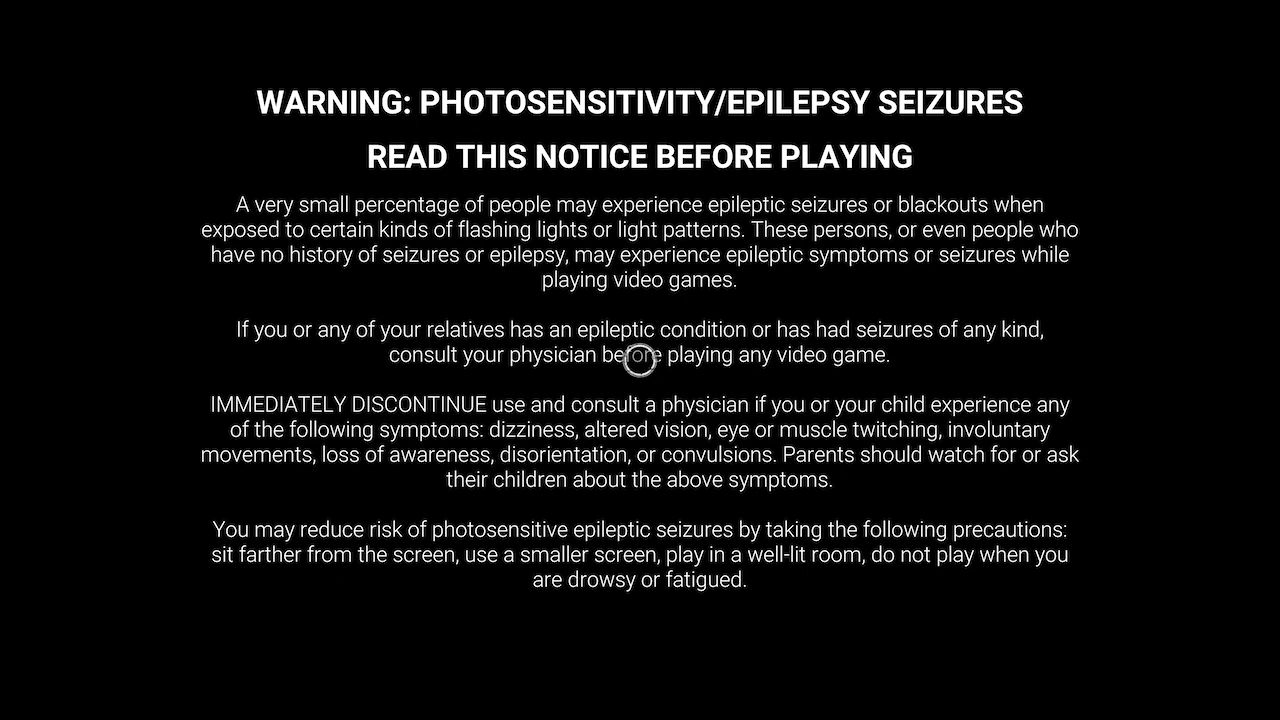 WARNING: PHOTOSENSITIVITY/EPILEPSY SEIZURES
READ THIS NOTICE BEFORE PLAYING
A very small percentage of people may experience epileptic seizures or blackouts when
exposed to certain kinds of flashing lights or light patterns. These persons, or even people who
have no history of seizures or epilepsy, may experience epileptic symptoms or seizures while
playing video games.
If you or any of your relatives has an epileptic condition or has had seizures of any kind,
consult your physician before playing any video game.
IMMEDIATELY DISCONTINUE use and consult a physician if you or your child experience any
of the following symptoms: dizziness, altered vision, eye or muscle twitching, involuntary
movements, loss of awareness, disorientation, or convulsions. Parents should watch for or ask
their children about the above symptoms.
You may reduce risk of photosensitive epileptic seizures by taking the following precautions:
sit farther from the screen, use a smaller screen, play in a well-lit room, do not play when you
are drowsy or fatigued.